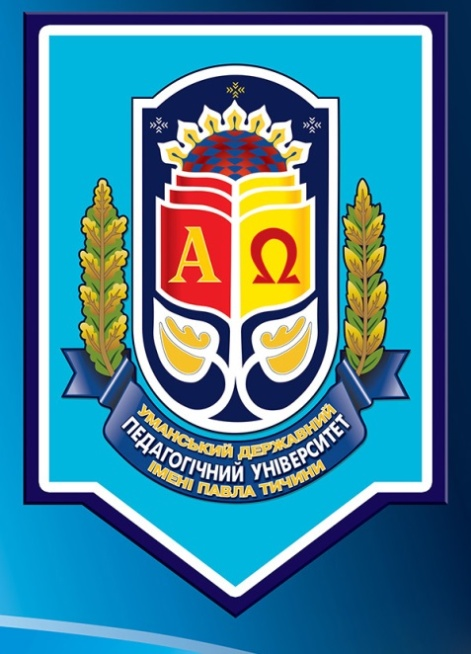 Α Ω
УМАНСЬКИЙ ДЕРЖАВНИЙ
ПЕДАГОГІЧНИЙ УНІВЕРСИТЕТ
ІМЕНІ ПАВЛА ТИЧИНИ